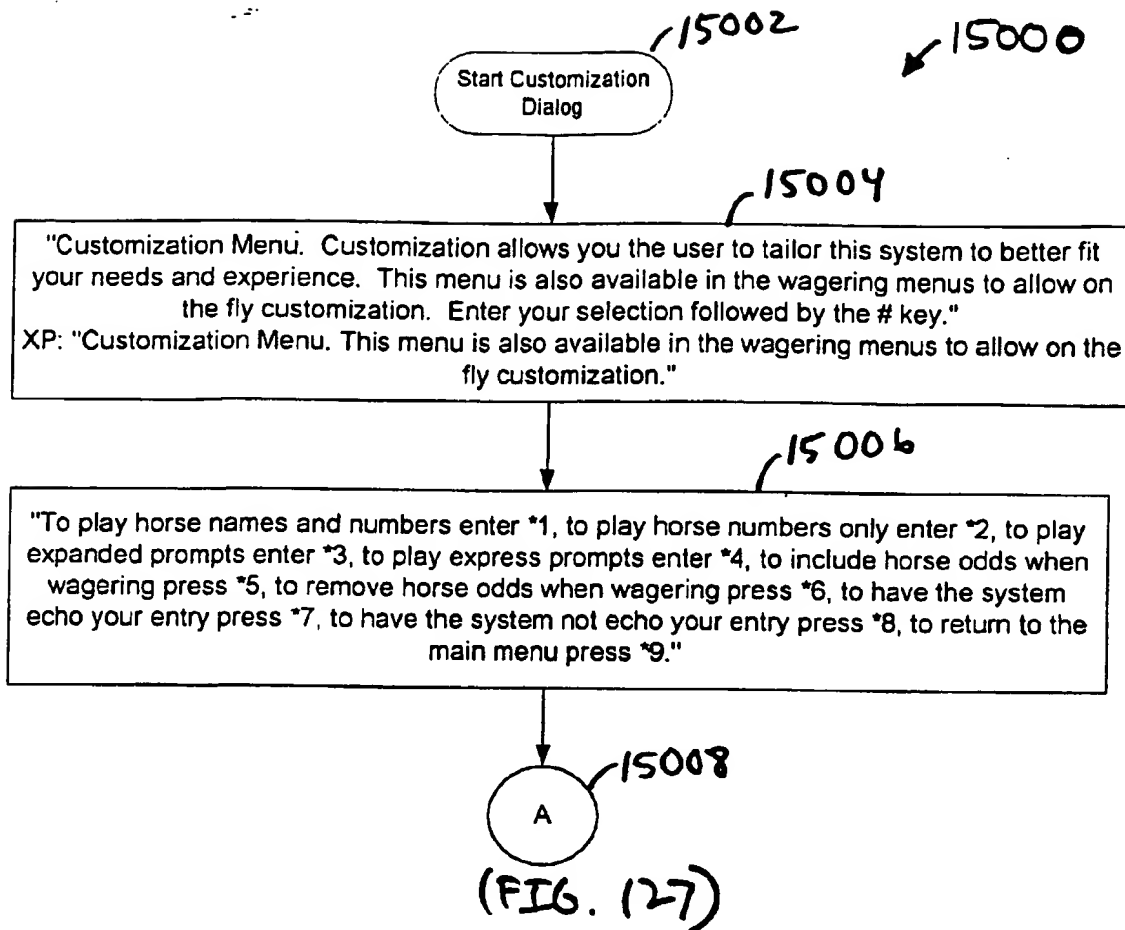 15002
15000
Start Customization
Dialog
15004
"Customization Menu. Customization allows you the user to tailor this system to better fit
your needs and experience. This menu is also available in the wagering menus to allow on
the fly customization. Enter your selection followed by the # key."
XP: "Customization Menu. This menu is also available in the wagering menus to allow on the
fly customization."
15006
"To play horse names and numbers enter *1, to play horse numbers only enter *2, to play
expanded prompts enter *3, to play express prompts enter *4, to include horse odds when
wagering press *5, to remove horse odds when wagering press *6, to have the system
echo your entry press *7, to have the system not echo your entry press *8, to return to the
main menu press *9."
15008
A
(FIG. 127)